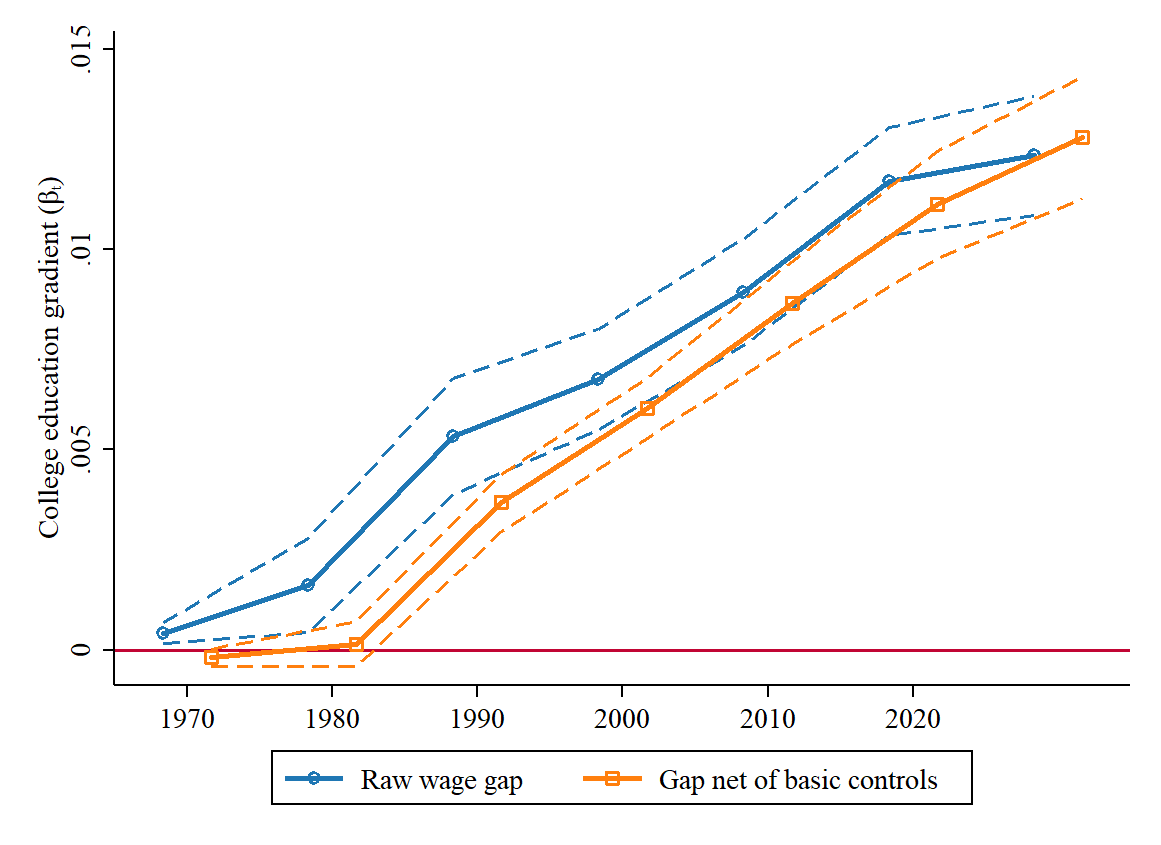 .015
.01
.005
0
College education gradient (βₜ)
1970 1980 1990 2000 2010 2020
Raw wage gap Gap net of basic controls